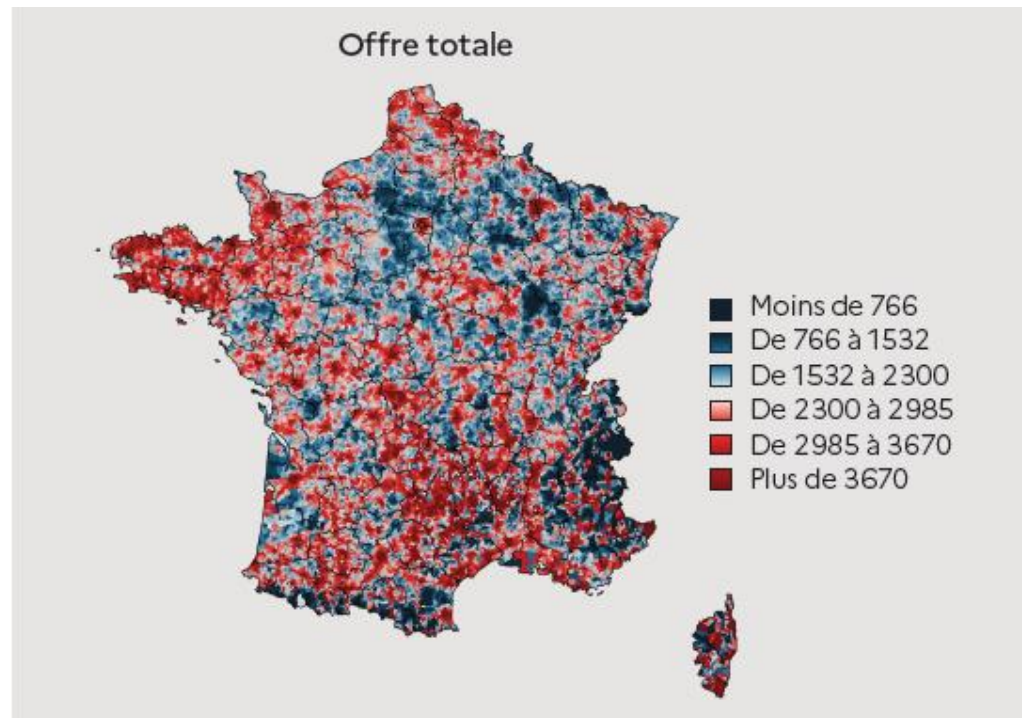 Offre totale
Moins de 766
De 766 à 1532
De 1532 à 2300
De 2300 à 2985
De 2985 à 3670
Plus de 3670